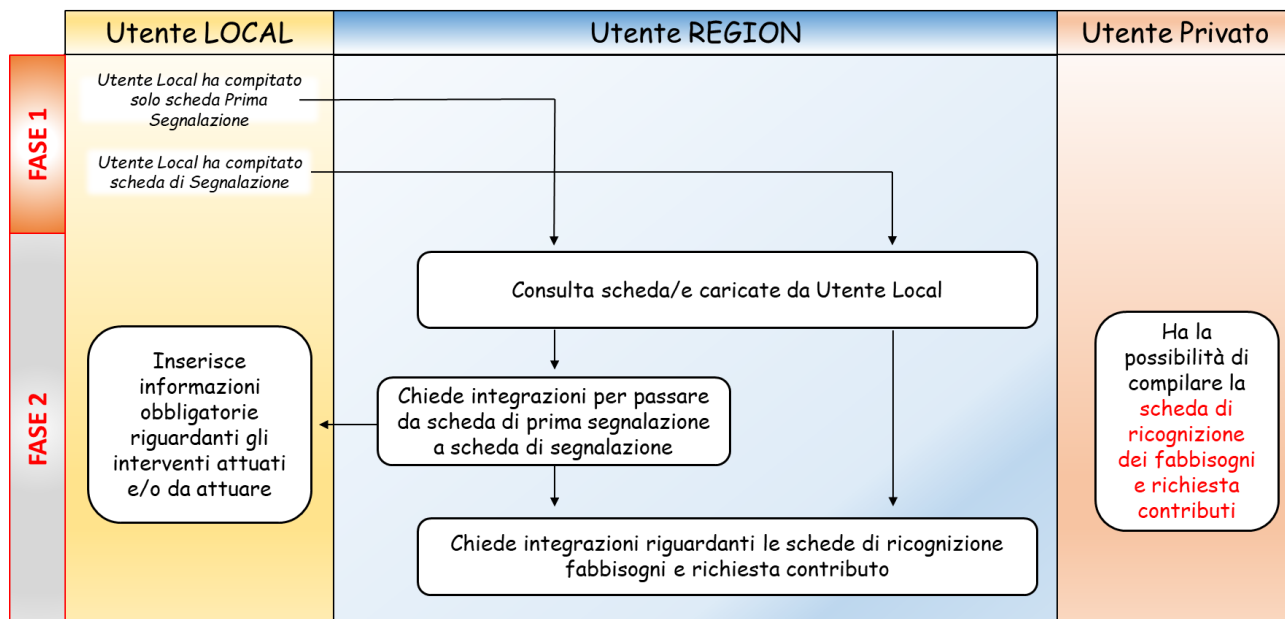 Utente LOCAL
Utente REGION
Utente Privato
FASE 1
Utente Local ha compitato
solo scheda Prima
Segnalazione
Utente Local ha compitato
scheda di Segnalazione
FASE 2
Consulta scheda/e caricate da Utente Local
Inserisce
informazioni
obbligatorie
riguardanti gli
interventi attuati
e/o da attuare
Chiede integrazioni per passare
da scheda di prima segnalazione
a scheda di segnalazione
Chiede integrazioni riguardanti le schede di ricognizione
fabbisogni e richiesta contributo
Ha la
possibilità di
compilare la
scheda di
ricognizione
dei fabbisogni
e richiesta
contributi